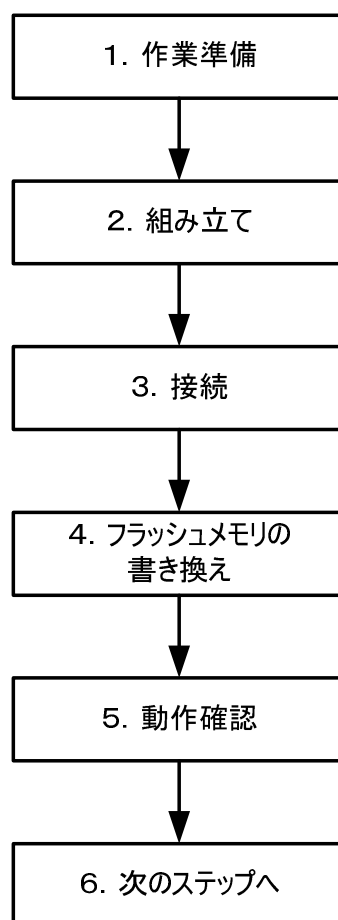 1. 作業準備
2. 組み立て
3. 接続
4. フラッシュメモリの
書き換え
5. 動作確認
6. 次のステップへ